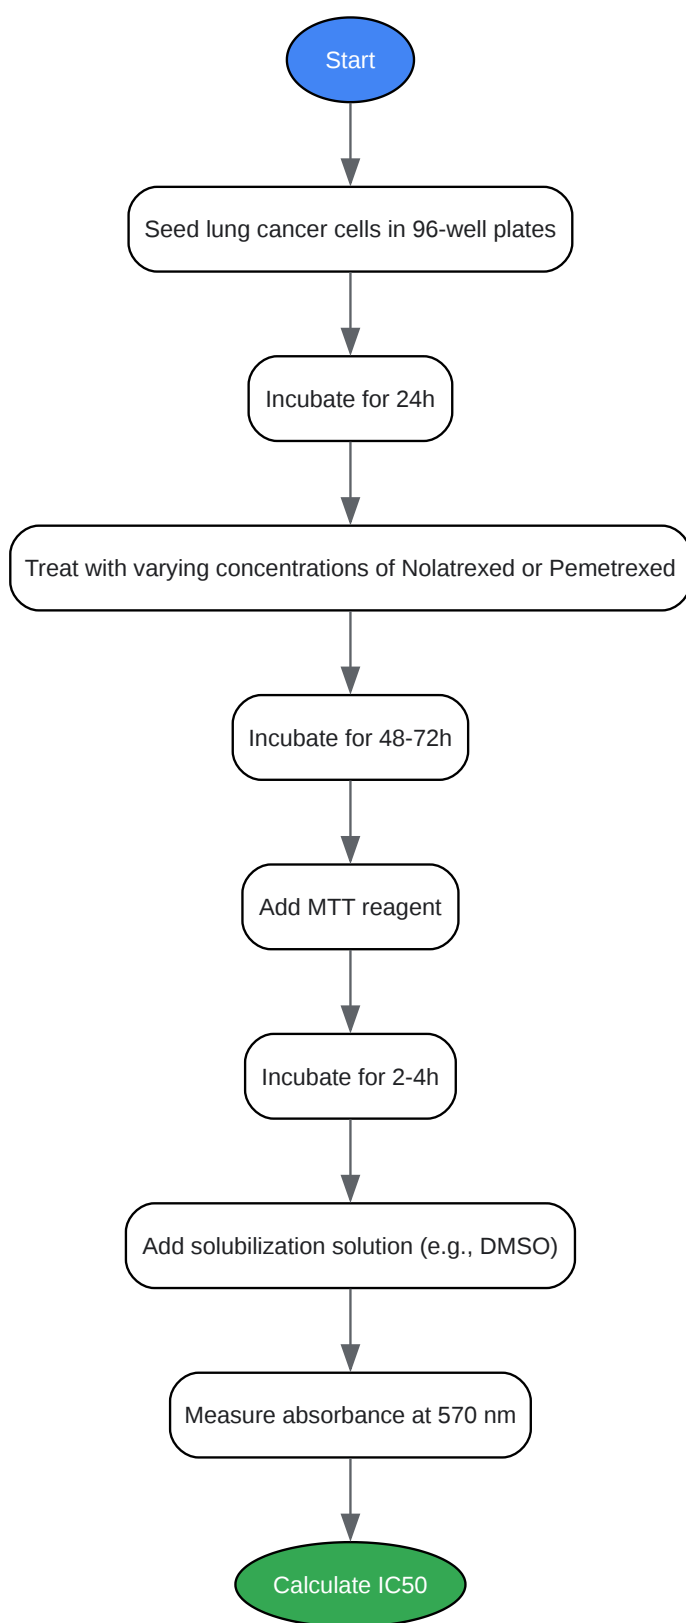 Start
Seed lung cancer cells in 96-well plates
Incubate for 24h
Treat with varying concentrations of Nolatrexed or Pemetrexed
Incubate for 48-72h
Add MTT reagent
Incubate for 2-4h
Add solubilization solution (e.g., DMSO)
Measure absorbance at 570 nm
Calculate IC50